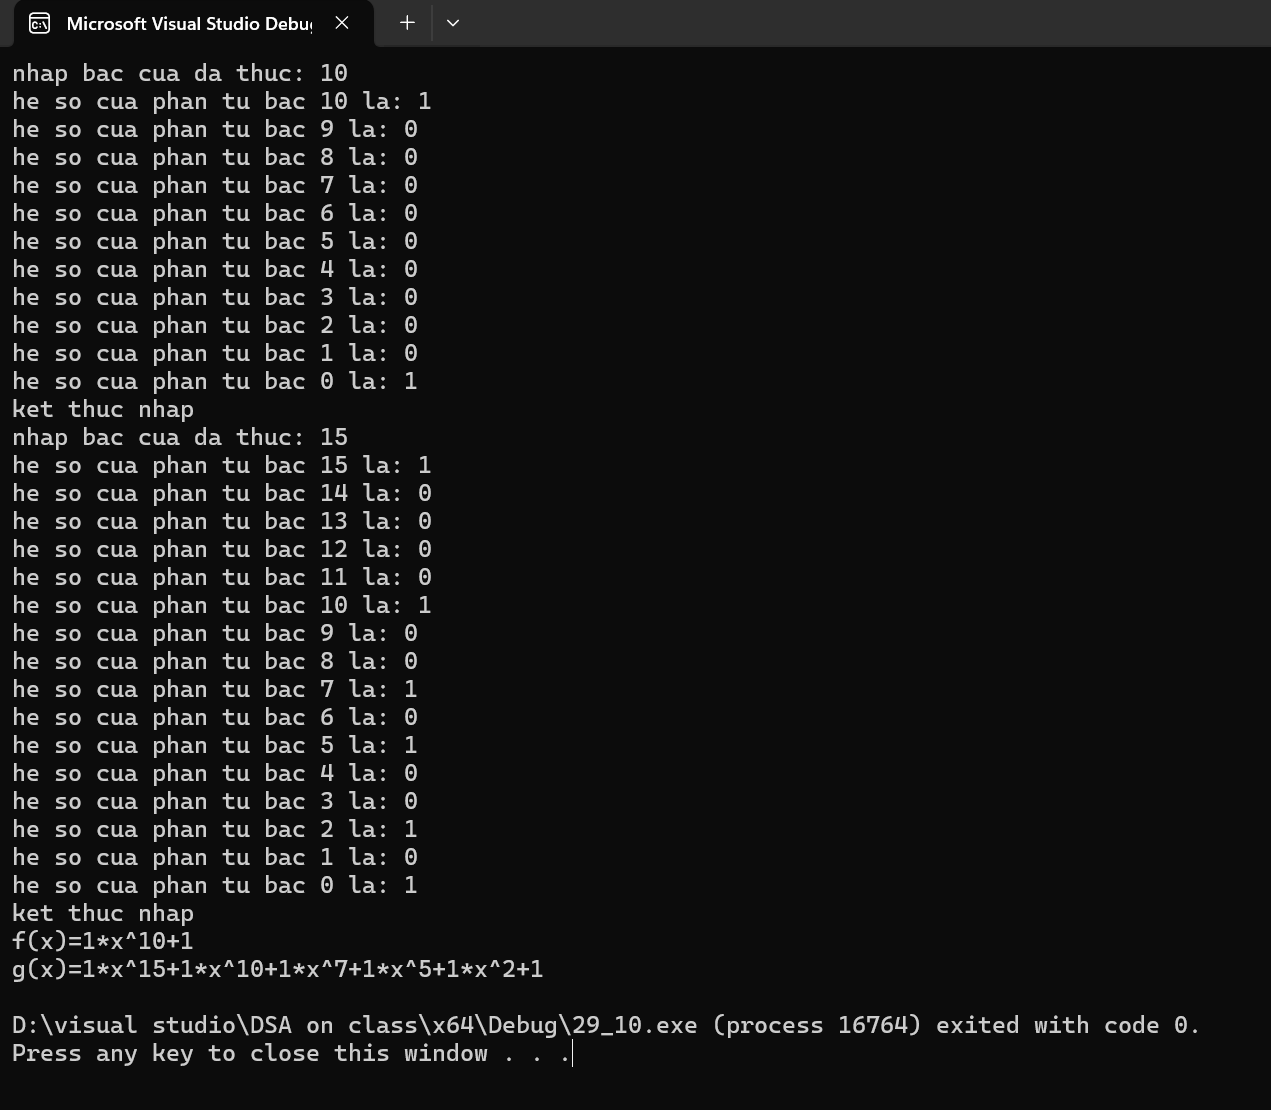 Microsoft Visual Studio Debu
nhap bac cua da thuc: 10
he so cua phan tu bac 10 la: 1
he so cua phan tu bac 9 la: 0
he so cua phan tu bac 8 la: 0
he so cua phan tu bac 7 la: 0
he so cua phan tu bac 6 la: 0
he so cua phan tu bac 5 la: 0
he so cua phan tu bac 4 la: 0
he so cua phan tu bac 3 la: 0
he so cua phan tu bac 2 la: 0
he so cua phan tu bac 1 la: 0
he so cua phan tu bac 0 la: 1
ket thuc nhap
nhap bac cua da thuc: 15
he so cua phan tu bac 15 la: 1
he so cua phan tu bac 14 la: 0
he so cua phan tu bac 13 la: 0
he so cua phan tu bac 12 la: 0
he so cua phan tu bac 11 la: 0
he so cua phan tu bac 10 la: 1
he so cua phan tu bac 9 la: 0
he so cua phan tu bac 8 la: 0
he so cua phan tu bac 7 la: 1
he so cua phan tu bac 6 la: 0
he so cua phan tu bac 5 la: 1
he so cua phan tu bac 4 la: 0
he so cua phan tu bac 3 la: 0
he so cua phan tu bac 2 la: 1
he so cua phan tu bac 1 la: 0
he so cua phan tu bac 0 la: 1
ket thuc nhap
f(x)=1*x^10+1
g(x)=1*x^15+1*x^10+1*x^7+1*x^5+1*x^2+1
D:\visual studio\DSA on class\x64\Debug\29_10.exe (process 16764) exited with code 0.
Press any key to close this window . . .